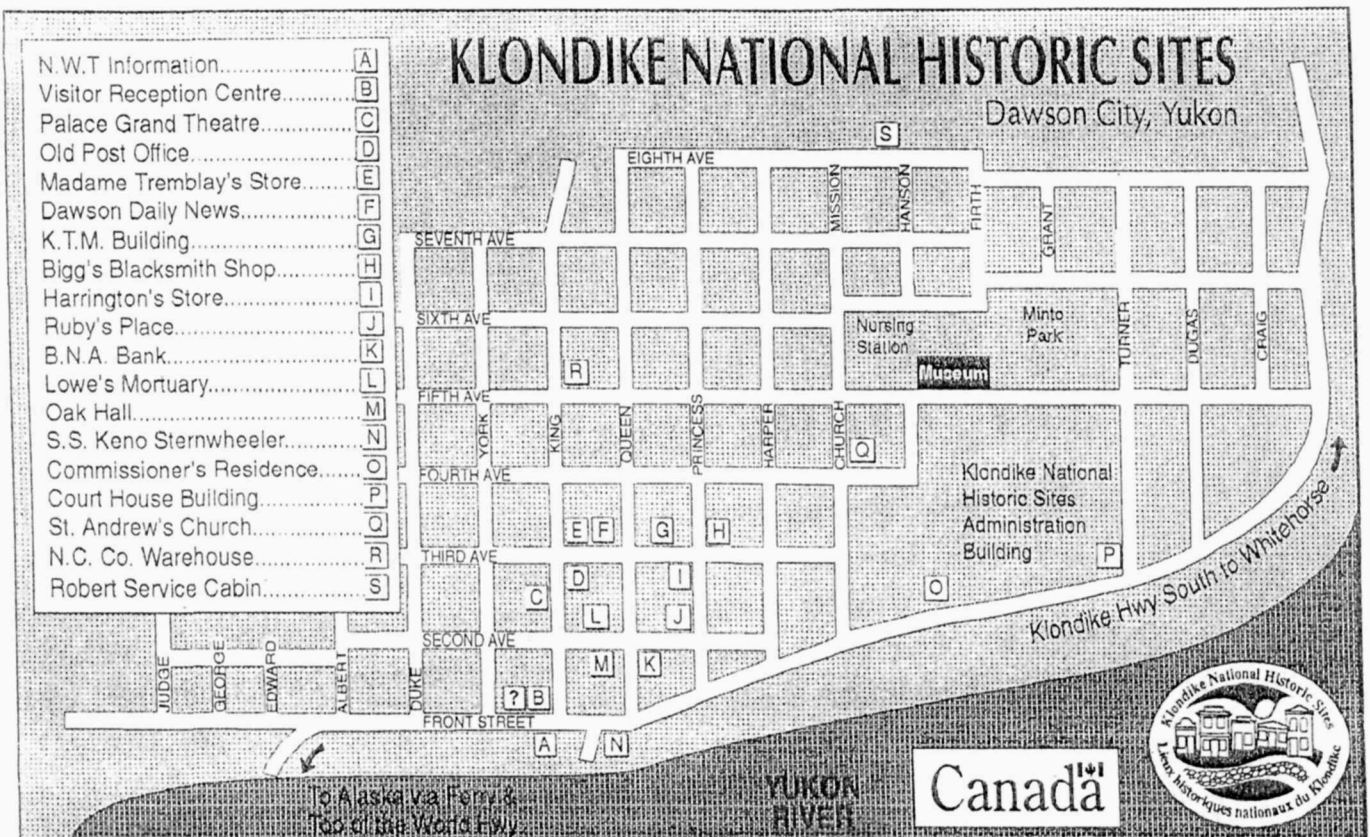 KLONDIKE NATIONAL HISTORIC SITES
Dawson City, Yukon
N.W.T Information....................A
Visitor Reception Centre............B
Palace Grand Theatre...............C
Old Post Office........................D
Madame Tremblay's Store........E
Dawson Daily News.................F
K.T.M. Building........................G
Bigg's Blacksmith Shop............H
Harrington's Store....................I
Ruby's Place...........................J
B.N.A. Bank............................K
Lowe's Mortuary......................L
Oak Hall.................................M
S.S. Keno Sternwheeler............N
Commissioner's Residence.......O
Court House Building...............P
St. Andrew's Church.................Q
N.C. Co. Warehouse................R
Robert Service Cabin...............S
S
EIGHTH AVE
MISSION
HANSON
FIRTH
GRANT
SEVENTH AVE
SIXTH AVE
Nursing
Station
Minto
Park
TURNER
DUGAS
CRAIG
R
Museum
FIFTH AVE
YORK
KING
QUEEN
PRINCESS
HARPER
CHURCH
Q
FOURTH AVE
Klondike National
Historic Sites
Administration
Building
E
F
G
H
P
THIRD AVE
D
I
C
O
L
J
Klondike Hwy South to Whitehorse
SECOND AVE
JUDGE
GEORGE
EDWARD
ALBERT
DUKE
M
K
?
B
FRONT STREET
A
N
To Alaska via Ferry &
Top of the World Hwy
YUKON
RIVER
Canada
Klondike National Historic Sites
Lieux historiques nationaux du Klondike